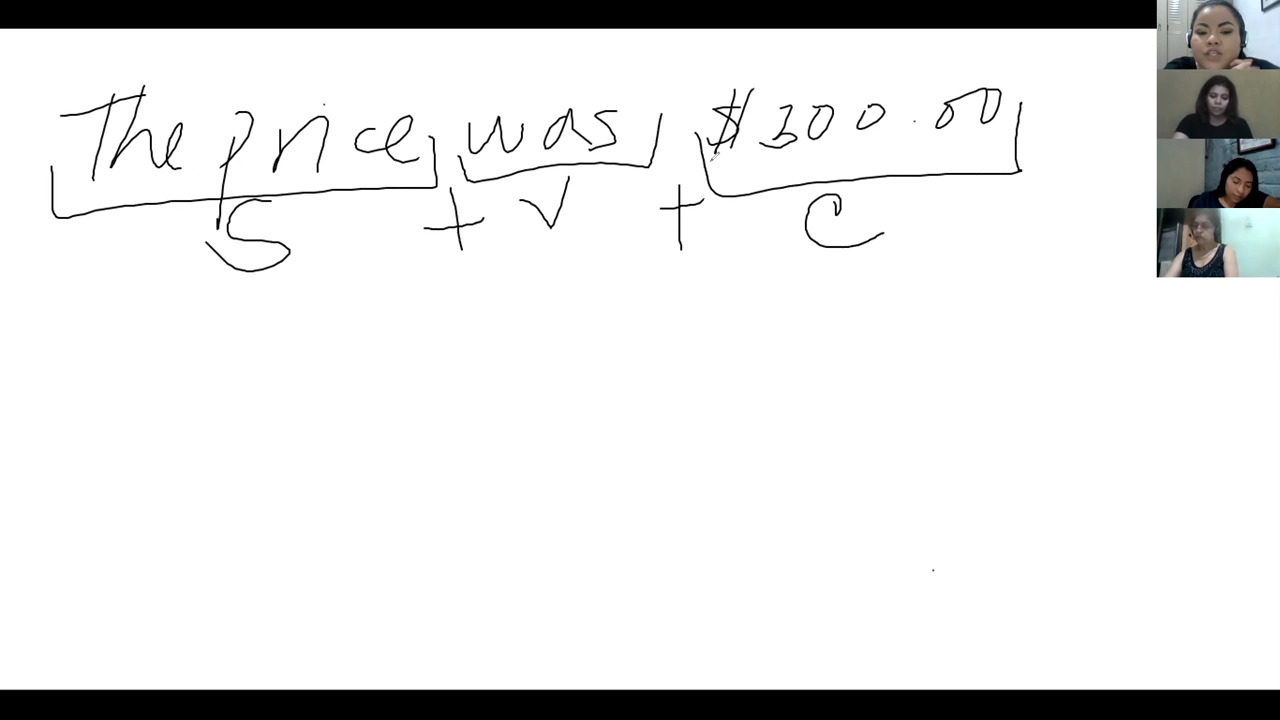 The price was $300.00
S + V + C